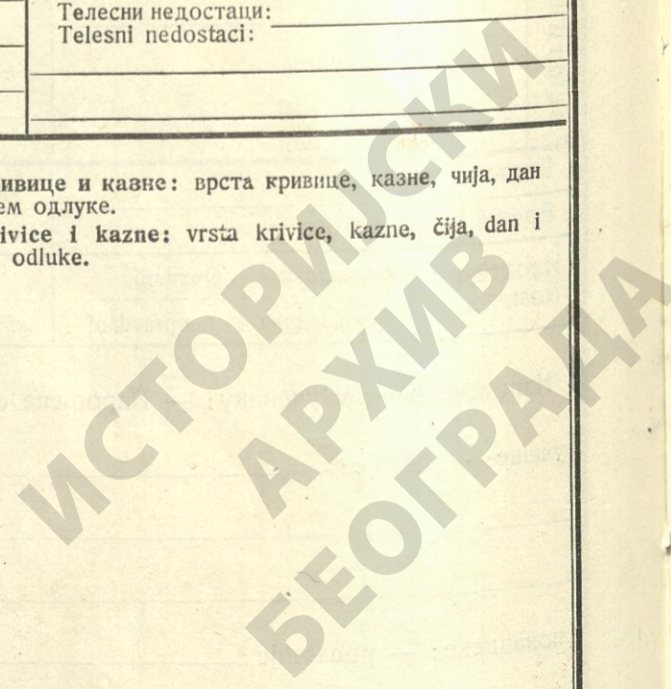 Телесни недостаци:
Telesni nedostaci:
ивице и казне: врста кривице, казне, чија, дан
ем одлуке.
ivice i kazne: vrsta krivice, kazne, čija, dan i
odluke.
ИСТОРИЈСКИ
АРХИВ
БЕОГРАДА